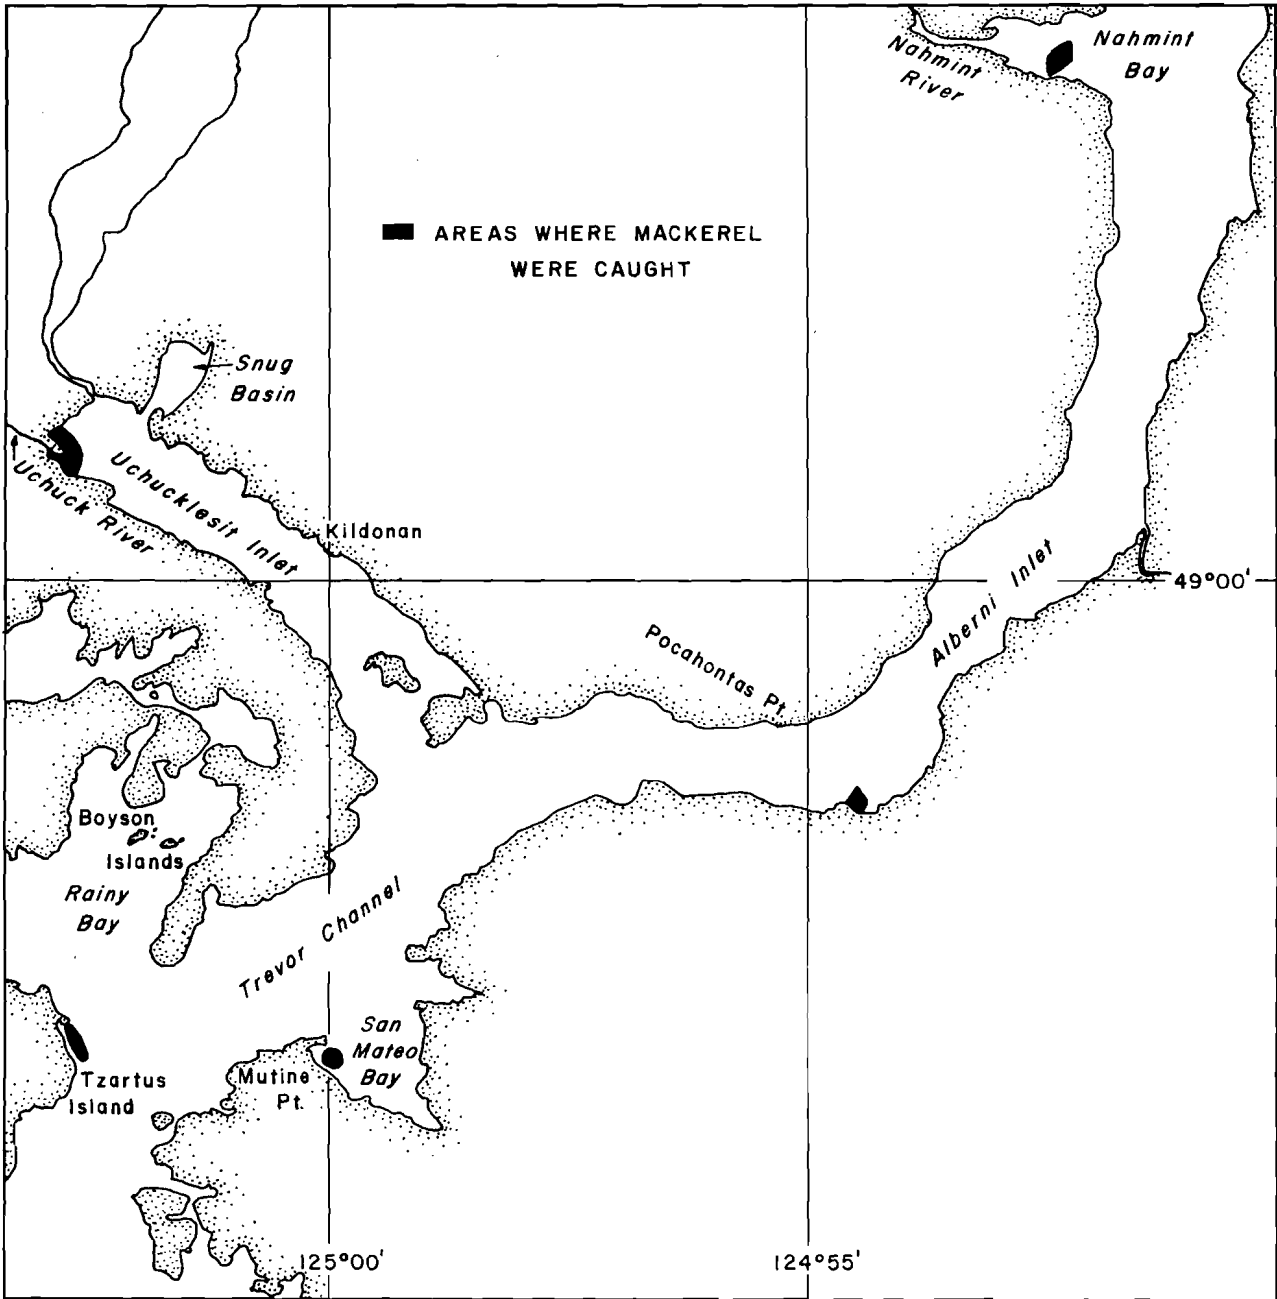 Nahmint
Bay
Nahmint
River
AREAS WHERE MACKEREL
WERE CAUGHT
Snug
Basin
Uchucklesit Inlet
Uchuck River
Kildonan
49°00'
Alberni Inlet
Pocahontas Pt.
Boyson
Islands
Rainy
Bay
Trevor Channel
San
Mateo
Bay
Mutine
Pt.
Tzartus
Island
125°00'
124°55'